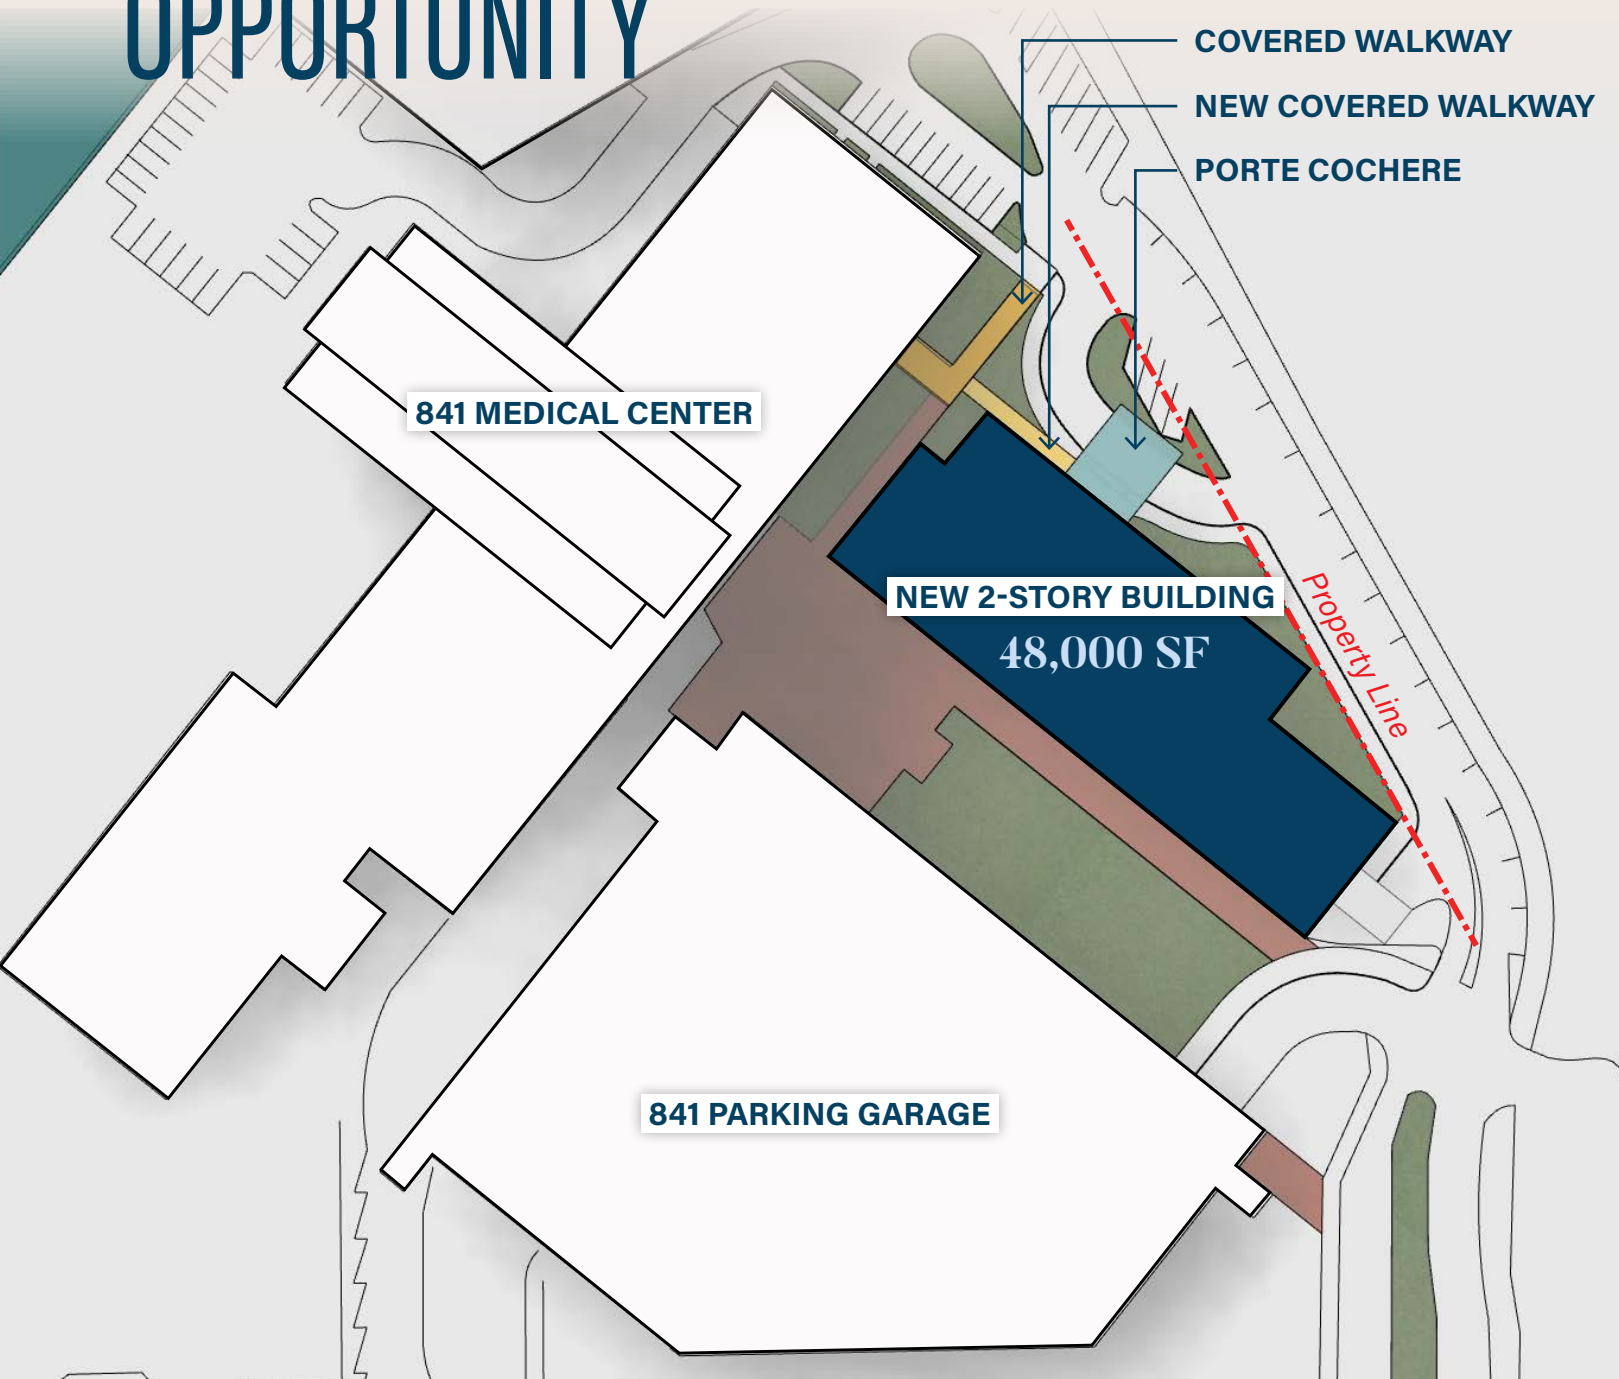 OPPORTUNITY
COVERED WALKWAY
NEW COVERED WALKWAY
PORTE COCHERE
841 MEDICAL CENTER
NEW 2-STORY BUILDING
48,000 SF
Property Line
841 PARKING GARAGE